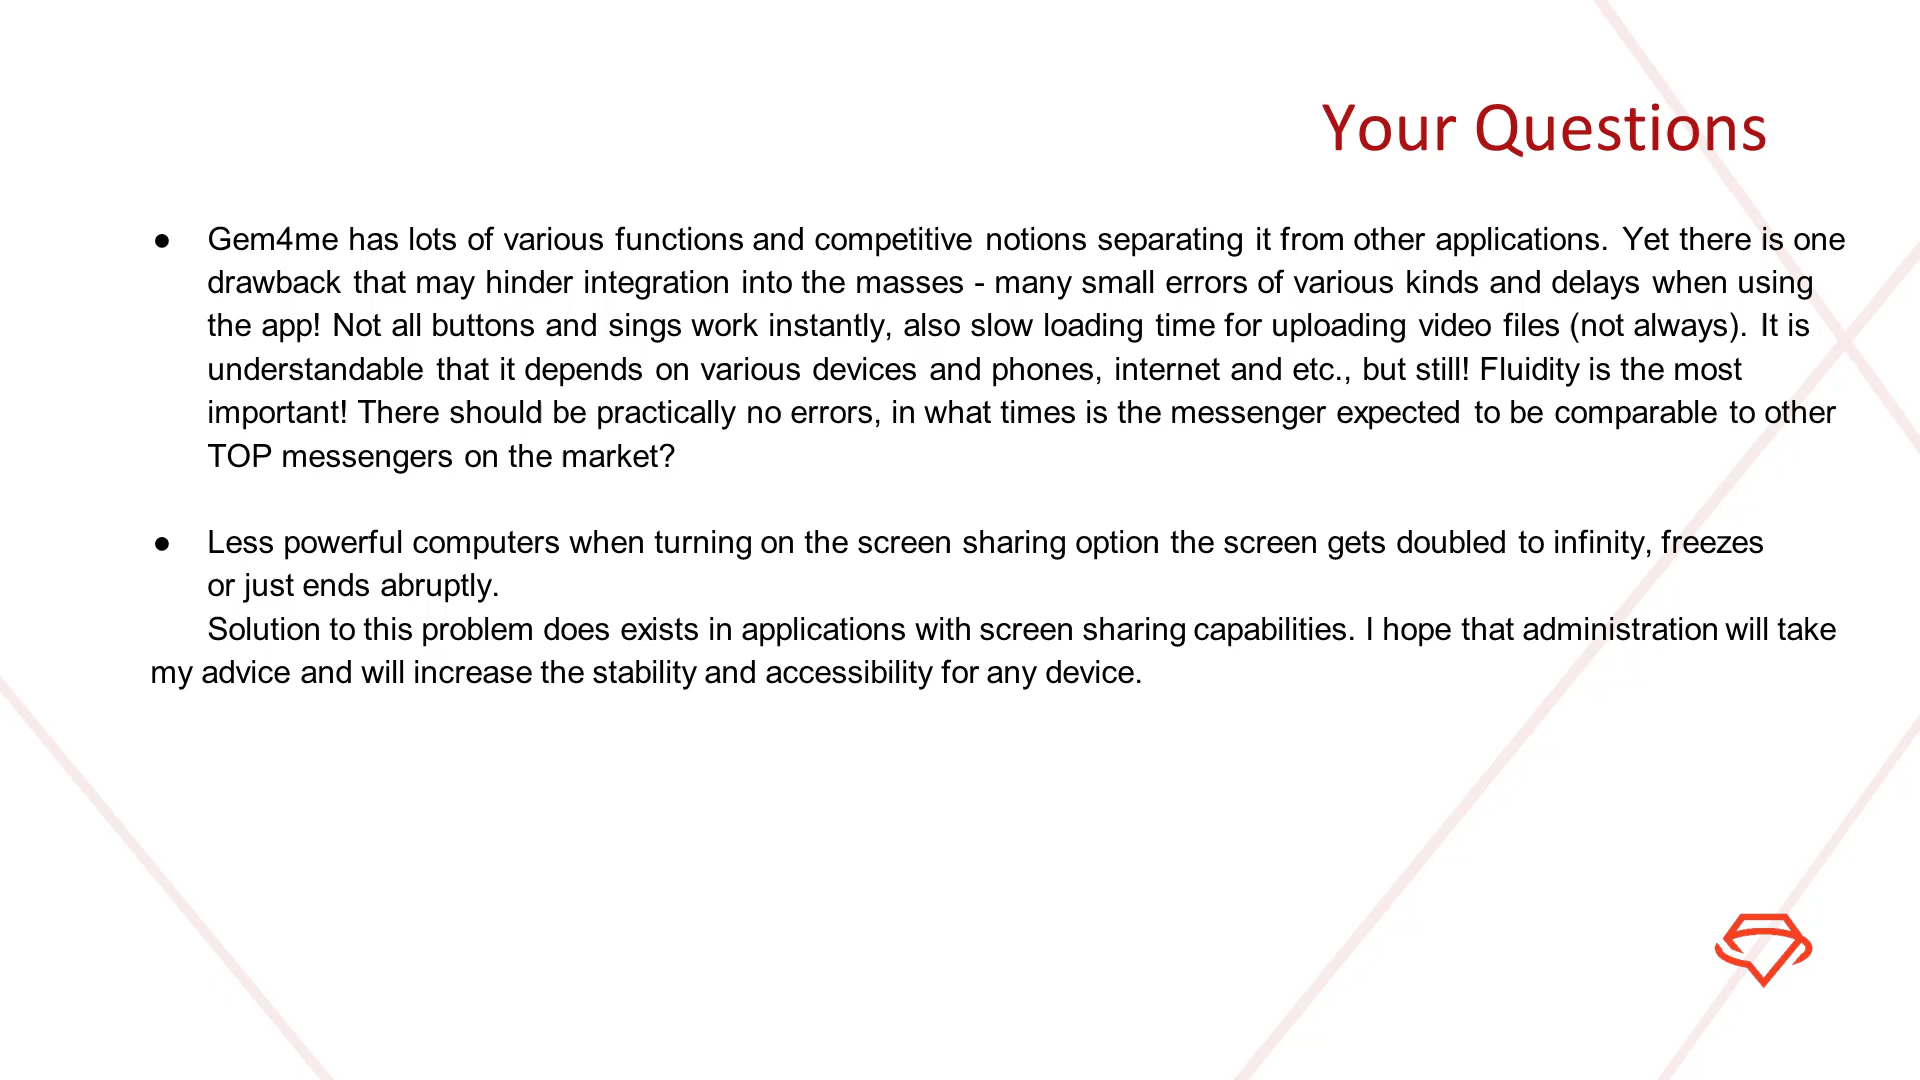 Your Questions
● Gem4me has lots of various functions and competitive notions separating it from other applications. Yet there is one
drawback that may hinder integration into the masses - many small errors of various kinds and delays when using
the app! Not all buttons and sings work instantly, also slow loading time for uploading video files (not always). It is
understandable that it depends on various devices and phones, internet and etc., but still! Fluidity is the most
important! There should be practically no errors, in what times is the messenger expected to be comparable to other
TOP messengers on the market?
● Less powerful computers when turning on the screen sharing option the screen gets doubled to infinity, freezes
or just ends abruptly.
Solution to this problem does exists in applications with screen sharing capabilities. I hope that administration will take
my advice and will increase the stability and accessibility for any device.